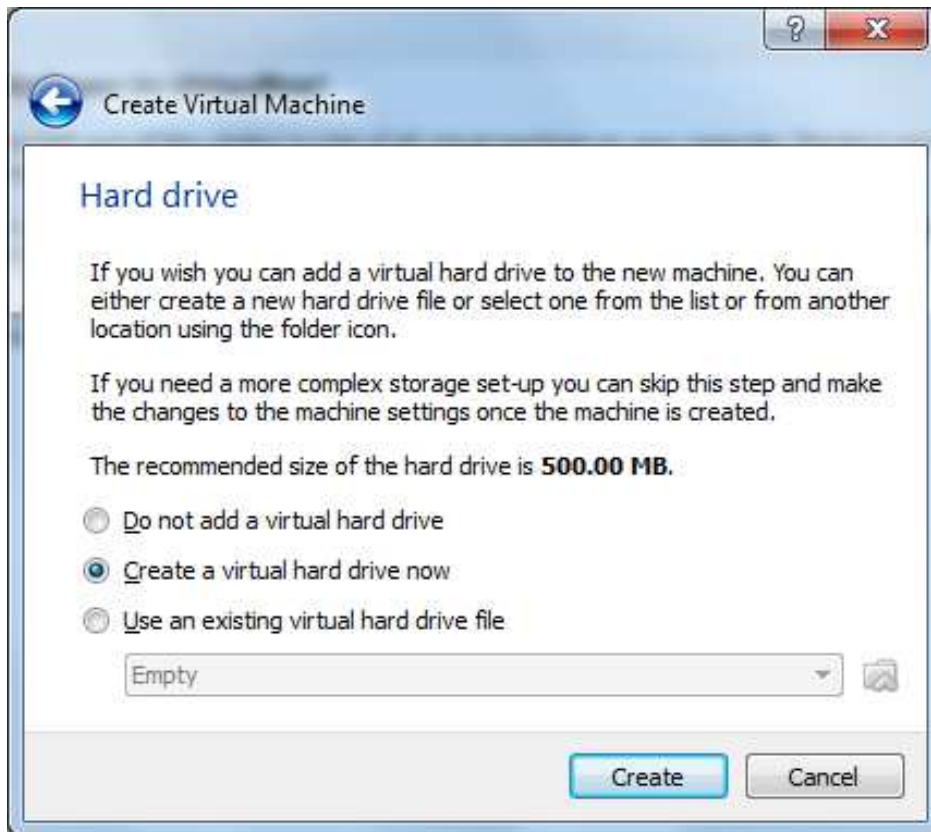 ?
X
Create Virtual Machine
Hard drive
If you wish you can add a virtual hard drive to the new machine. You can
either create a new hard drive file or select one from the list or from another
location using the folder icon.
If you need a more complex storage set-up you can skip this step and make
the changes to the machine settings once the machine is created.
The recommended size of the hard drive is 500.00 MB.
Do not add a virtual hard drive
Create a virtual hard drive now
Use an existing virtual hard drive file
Empty
Create Cancel